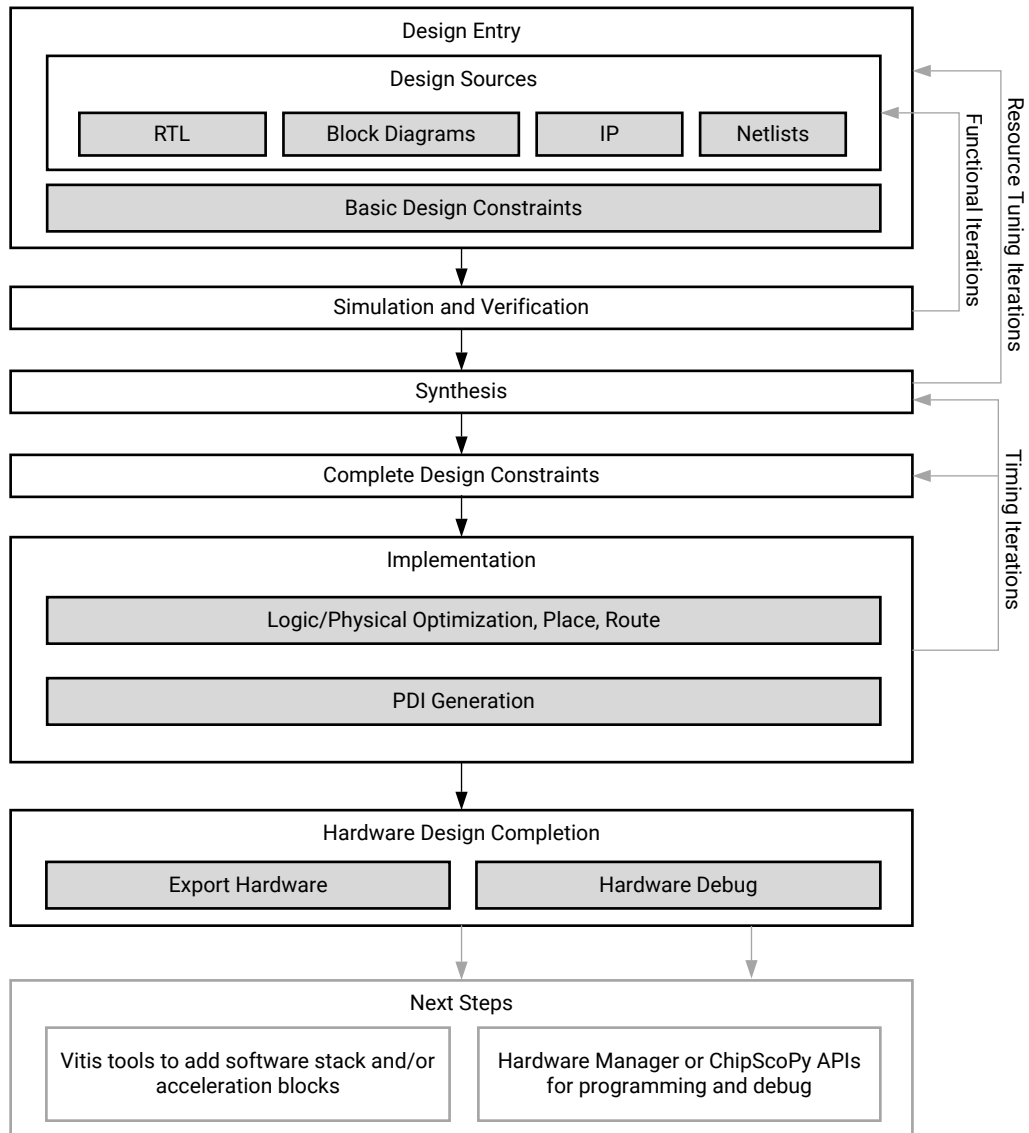 Design Entry
Design Sources
RTL
Block Diagrams
IP
Netlists
Basic Design Constraints
Simulation and Verification
Synthesis
Complete Design Constraints
Implementation
Logic/Physical Optimization, Place, Route
PDI Generation
Hardware Design Completion
Export Hardware
Hardware Debug
Next Steps
Vitis tools to add software stack and/or
acceleration blocks
Hardware Manager or ChipScoPy APIs
for programming and debug
Functional Iterations
Resource Tuning Iterations
Timing Iterations